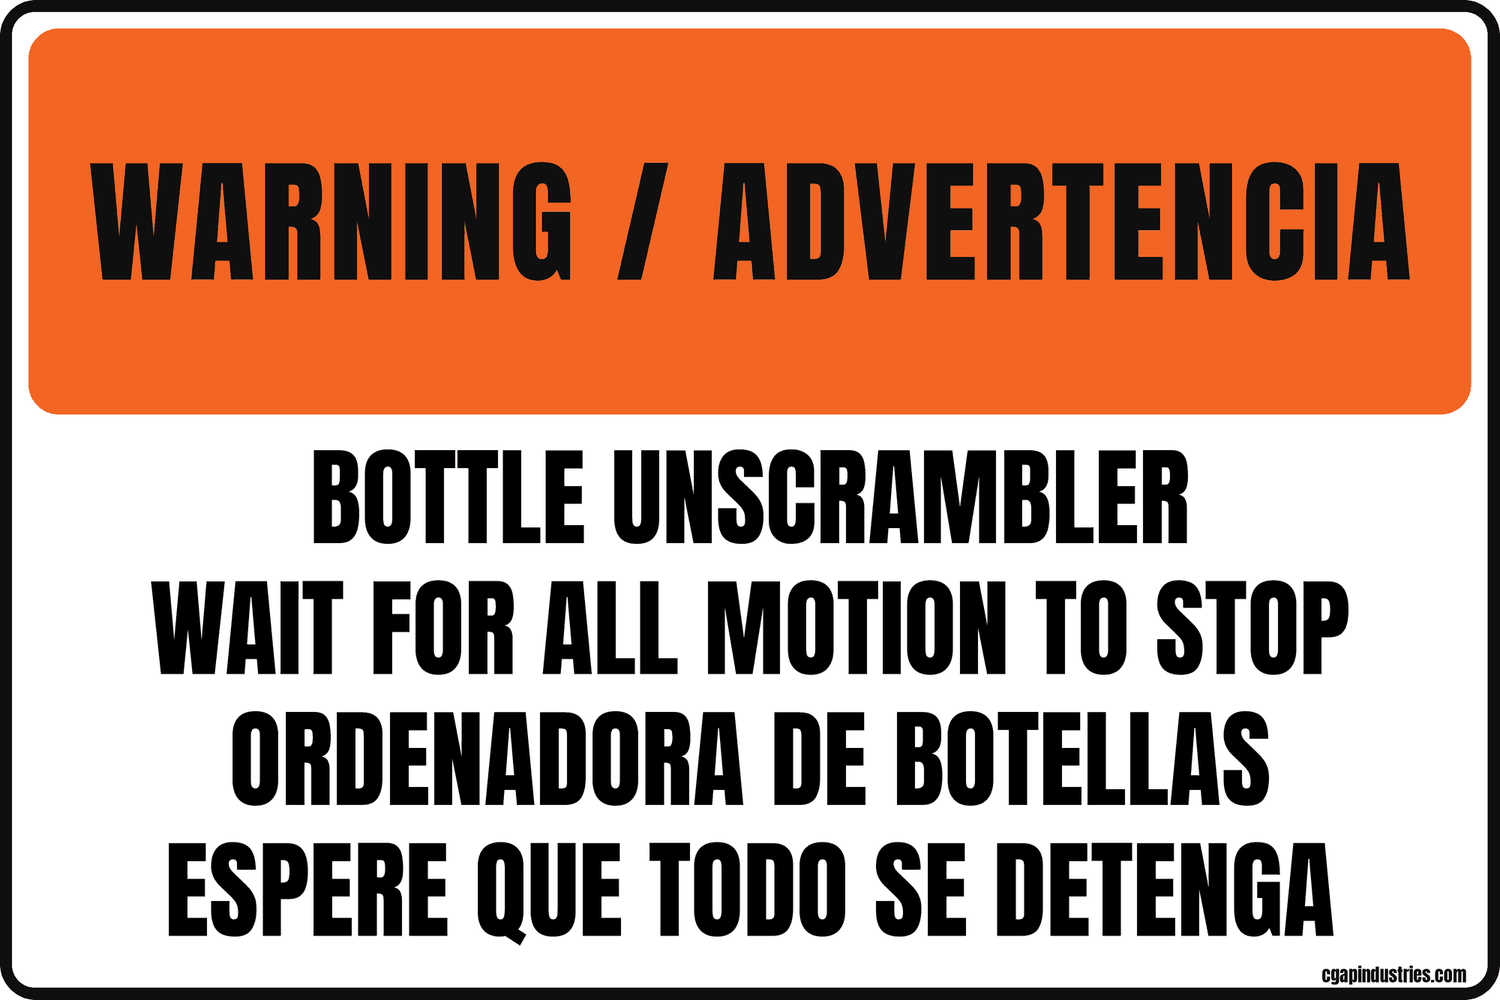 WARNING / ADVERTENCIA
BOTTLE UNSCRAMBLER
WAIT FOR ALL MOTION TO STOP
ORDENADORA DE BOTELLAS
ESPERE QUE TODO SE DETENGA
cgapindustries.com